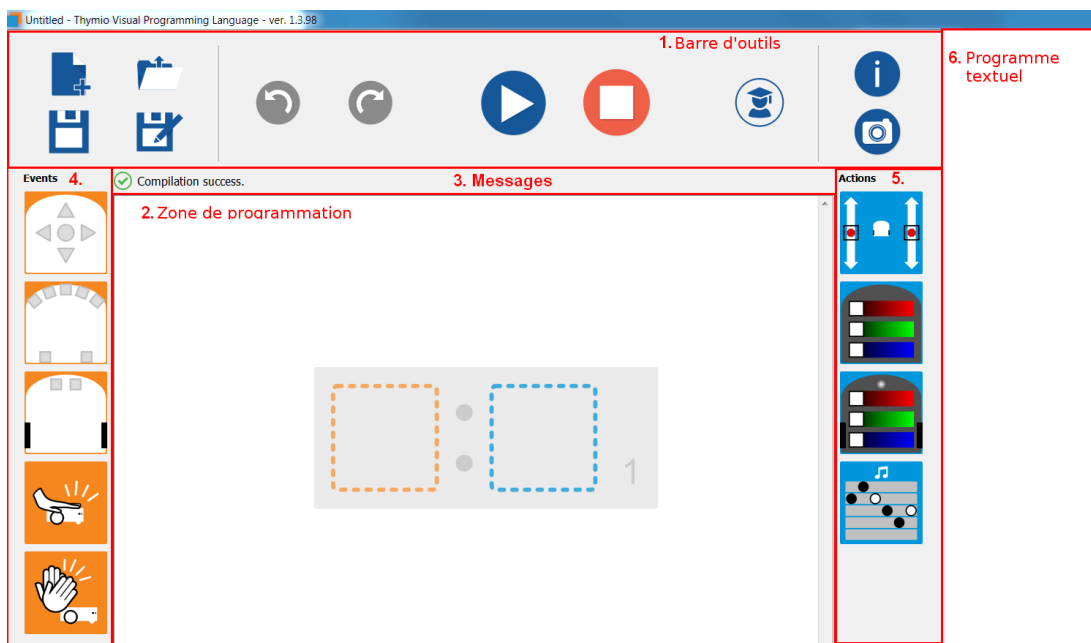 Untitled - Thymio Visual Programming Language - ver. 1.3.98
1. Barre d'outils
6. Programme
textuel
i
Events 4.
Compilation success.
3. Messages
Actions 5.
2. Zone de programmation
1